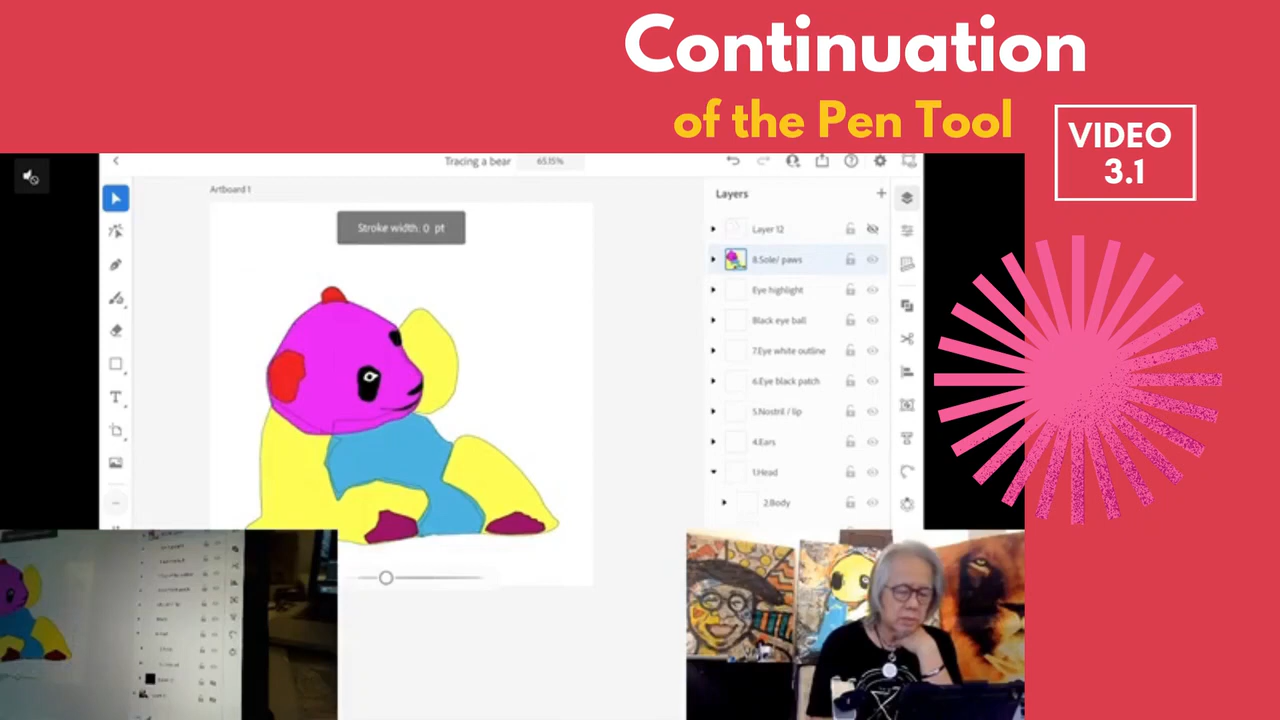 Continuation
of the Pen Tool
VIDEO
3.1
Tracing a bear
65.15%
Artboard 1
Stroke width: 0 pt
Layers
Layer 12
8.Sole/ paws
Eye highlight
Black eye ball
7.Eye white outline
6.Eye black patch
5.Nostril / lip
4.Ears
1.Head
2.Body